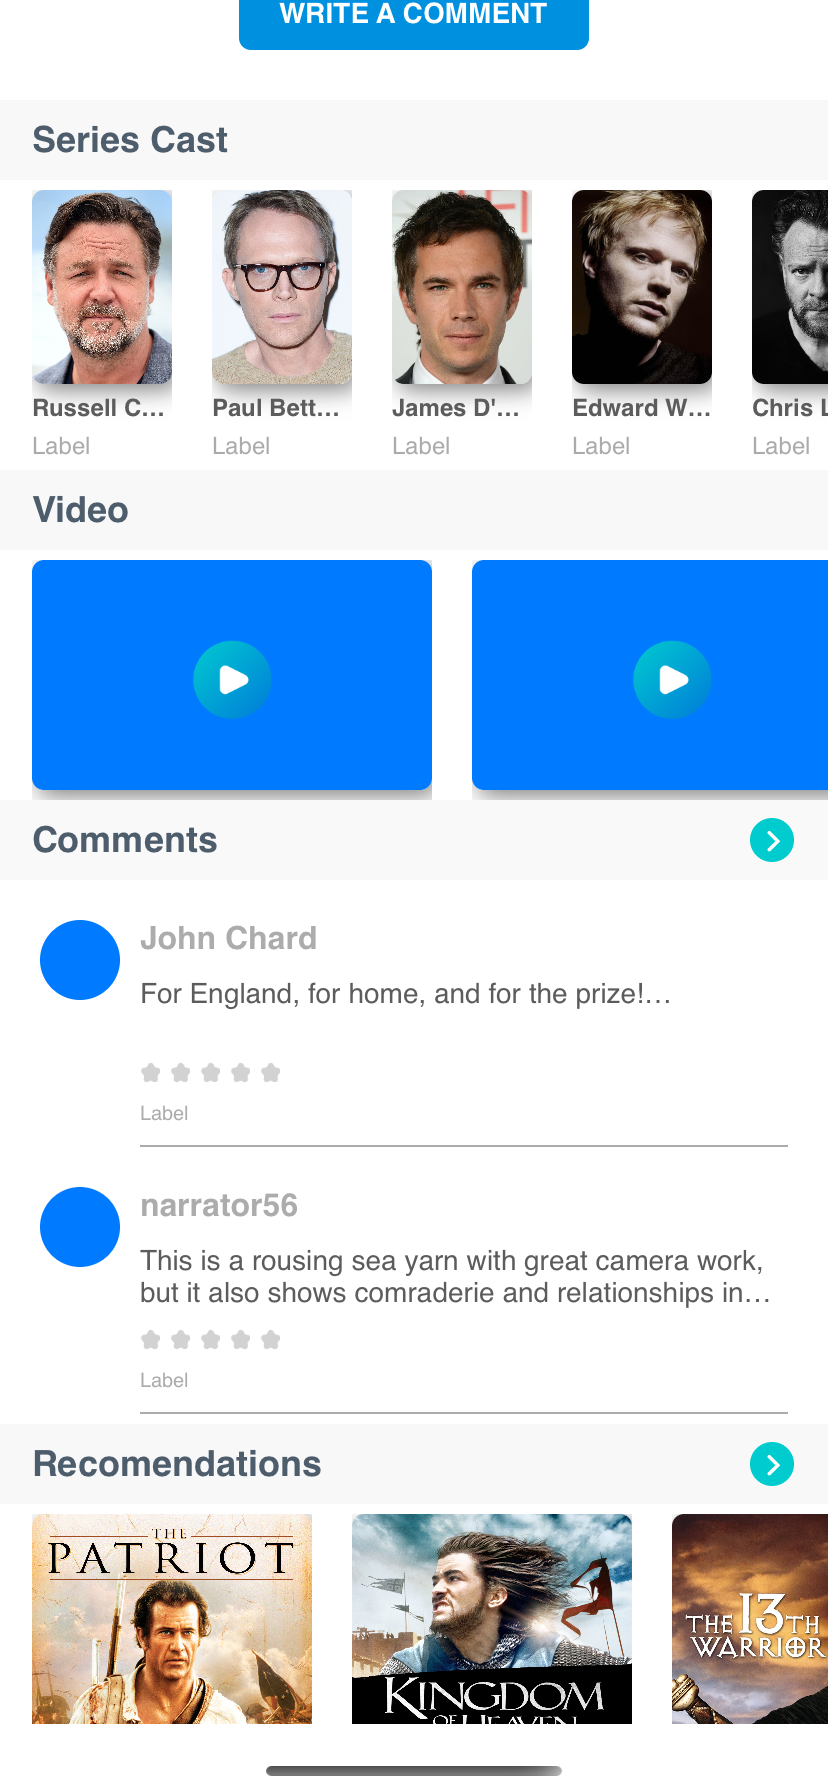 WRITE A COMMENT
Series Cast
Russell C... Paul Bett... James D'... Edward W... Chris L
Label Label Label Label Label
Video
Comments
John Chard
For England, for home, and for the prize!...
Label
narrator56
This is a rousing sea yarn with great camera work,
but it also shows comraderie and relationships in...
Label
Recomendations
THE
PATRIOT
KINGDOM
OF HEAVEN
THE 13TH
WARRIOR